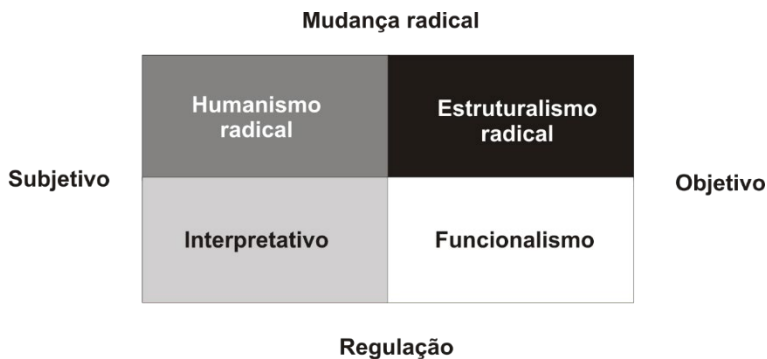 Mudança radical
Humanismo
radical
Estruturalismo
radical
Subjetivo
Objetivo
Interpretativo
Funcionalismo
Regulação